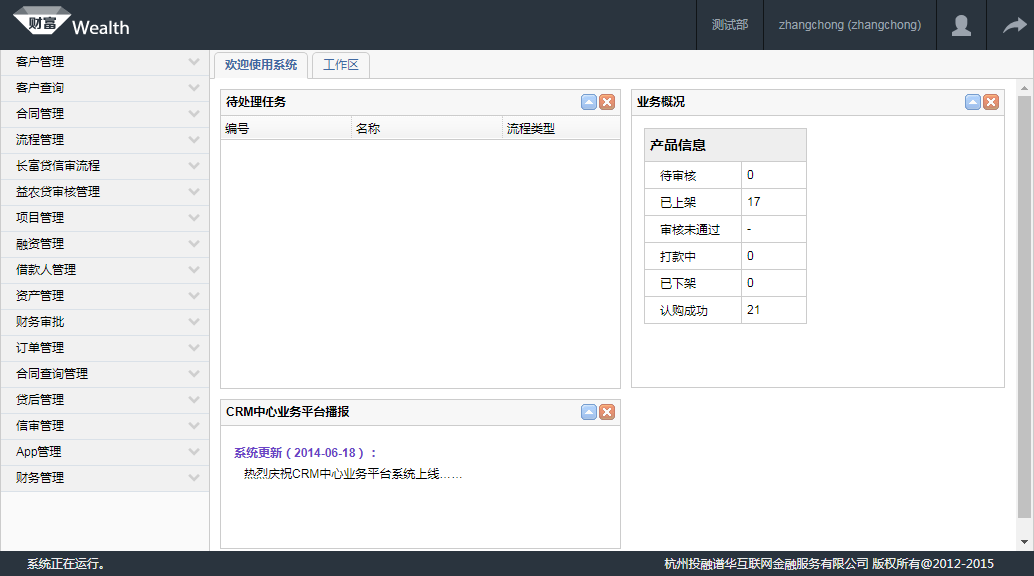 财富 Wealth
测试部
zhangchong (zhangchong)
客户管理
客户查询
合同管理
流程管理
长富贷信审流程
益农贷审核管理
项目管理
融资管理
借款人管理
资产管理
财务审批
订单管理
合同查询管理
贷后管理
信审管理
App管理
财务管理
欢迎使用系统 工作区
待处理任务
编号 名称 流程类型
业务概况
产品信息
待审核 0
已上架 17
审核未通过 -
打款中 0
已下架 0
认购成功 21
CRM中心业务平台播报
系统更新（2014-06-18）：
热烈庆祝CRM中心业务平台系统上线……
系统正在运行。
杭州投融谱华互联网金融服务有限公司 版权所有@2012-2015